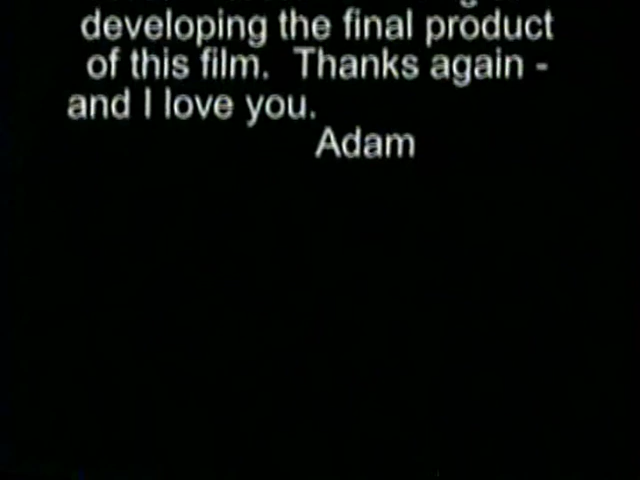 developing the final product
of this film.  Thanks again -
and I love you.
Adam